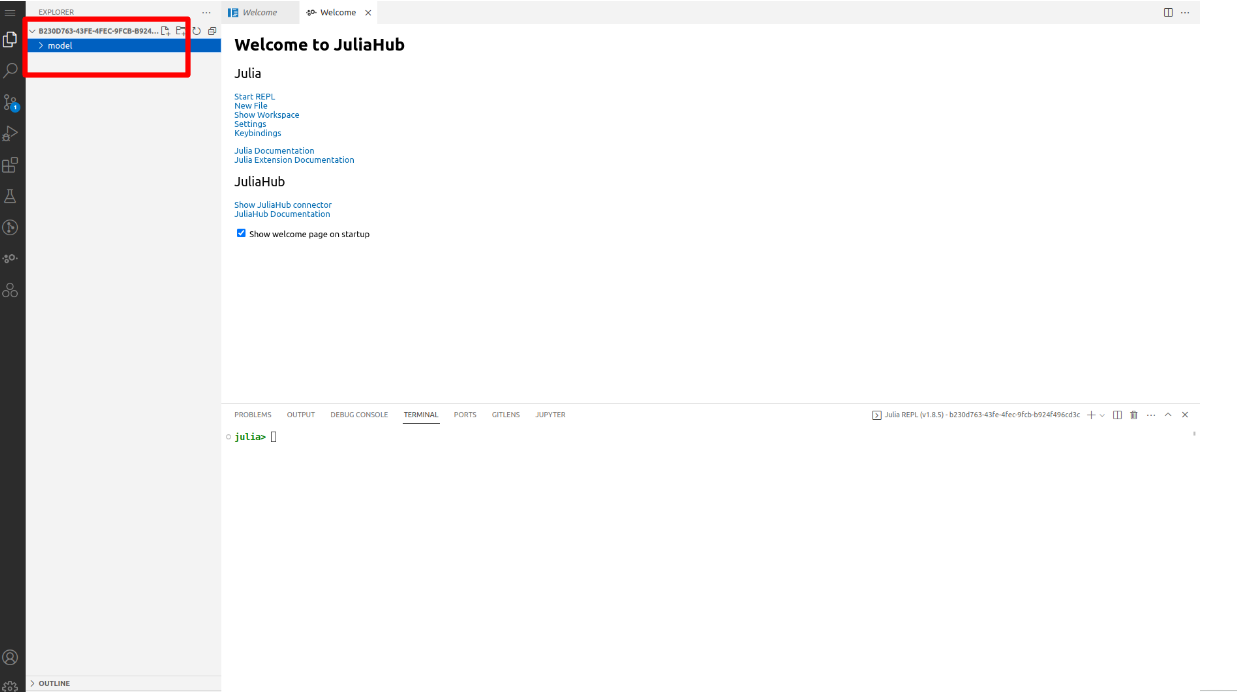 EXPLORER
B230D763-43FE-4FEC-9FCB-B924...
model
Welcome
Welcome
Welcome to JuliaHub
Julia
Start REPL
New File
Show Workspace
Settings
Keybindings
Julia Documentation
Julia Extension Documentation
JuliaHub
Show JuliaHub connector
JuliaHub Documentation
Show welcome page on startup
PROBLEMS OUTPUT DEBUG CONSOLE TERMINAL PORTS GITLENS JUPYTER
Julia REPL (v1.8.5) - b230d763-43fe-4fec-9fcb-b924f496cd3c
julia>
1
OUTLINE